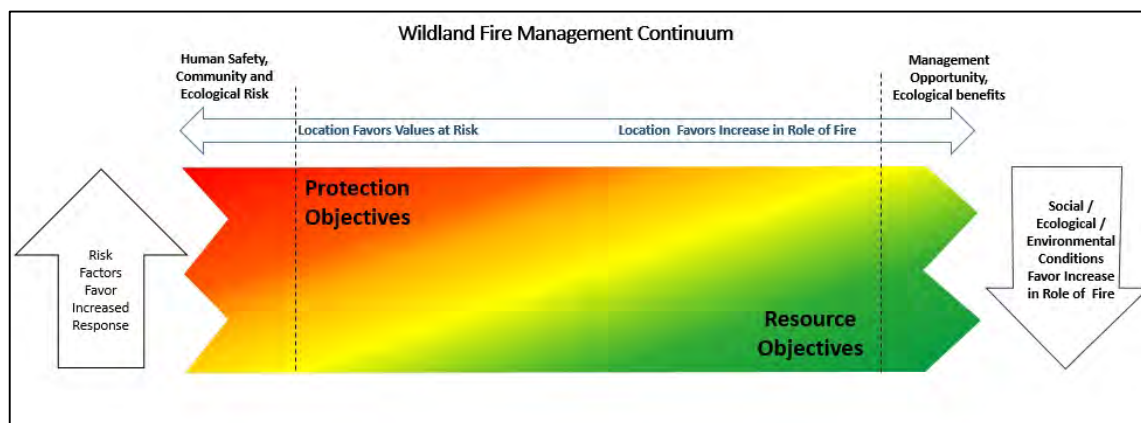 Wildland Fire Management Continuum
Human Safety,
Community and
Ecological Risk
Management
Opportunity,
Ecological benefits
Location Favors Values at Risk
Location Favors Increase in Role of Fire
Protection
Objectives
Risk
Factors
Favor
Increased
Response
Social /
Ecological /
Environmental
Conditions
Favor Increase
in Role of Fire
Resource
Objectives